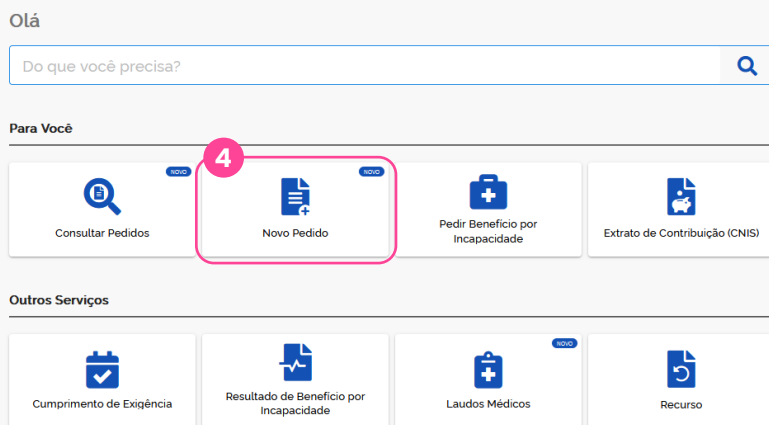 Olá
Do que você precisa?
Para Você
4
NOVO
NOVO
Consultar Pedidos
Novo Pedido
Pedir Benefício por
Incapacidade
Extrato de Contribuição (CNIS)
Outros Serviços
NOVO
Cumprimento de Exigência
Resultado de Benefício por
Incapacidade
Laudos Médicos
Recurso